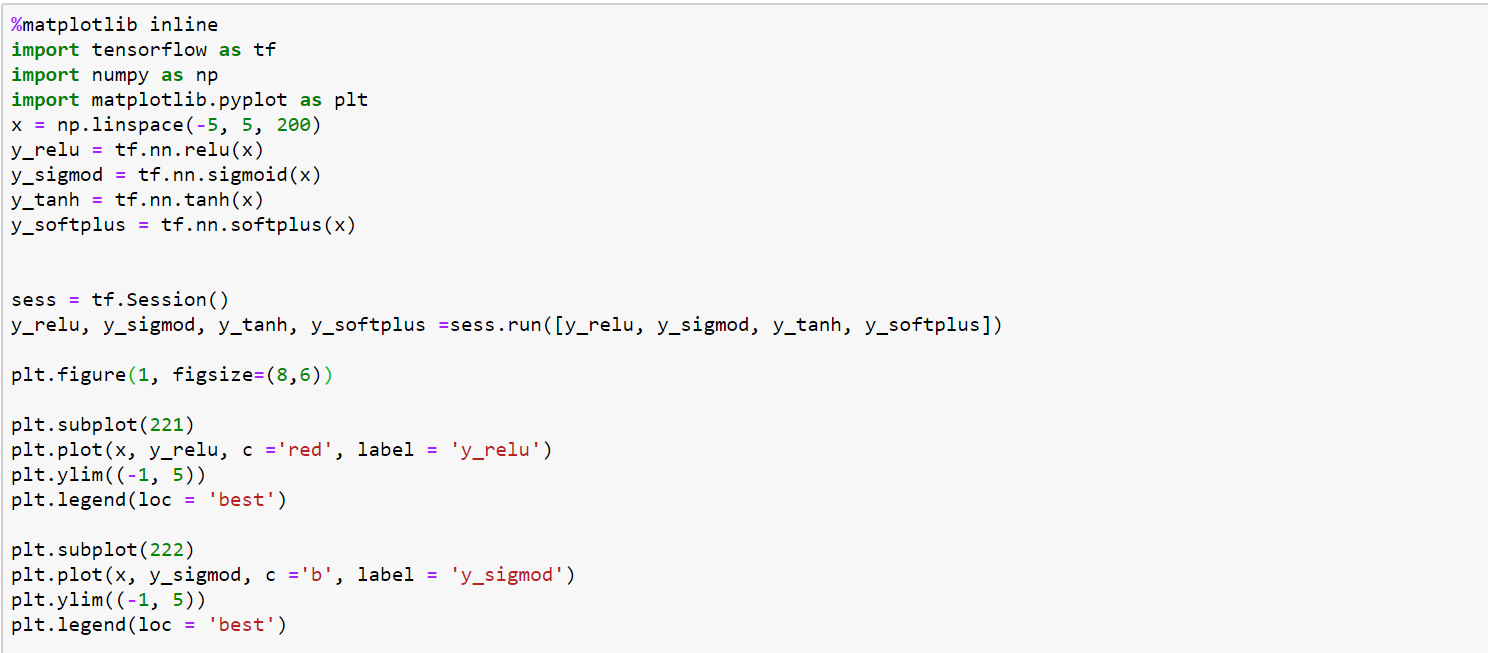 %matplotlib inline
import tensorflow as tf
import numpy as np
import matplotlib.pyplot as plt
x = np.linspace(-5, 5, 200)
y_relu = tf.nn.relu(x)
y_sigmod = tf.nn.sigmoid(x)
y_tanh = tf.nn.tanh(x)
y_softplus = tf.nn.softplus(x)
sess = tf.Session()
y_relu, y_sigmod, y_tanh, y_softplus =sess.run([y_relu, y_sigmod, y_tanh, y_softplus])
plt.figure(1, figsize=(8,6))
plt.subplot(221)
plt.plot(x, y_relu, c ='red', label = 'y_relu')
plt.ylim((-1, 5))
plt.legend(loc = 'best')
plt.subplot(222)
plt.plot(x, y_sigmod, c ='b', label = 'y_sigmod')
plt.ylim((-1, 5))
plt.legend(loc = 'best')